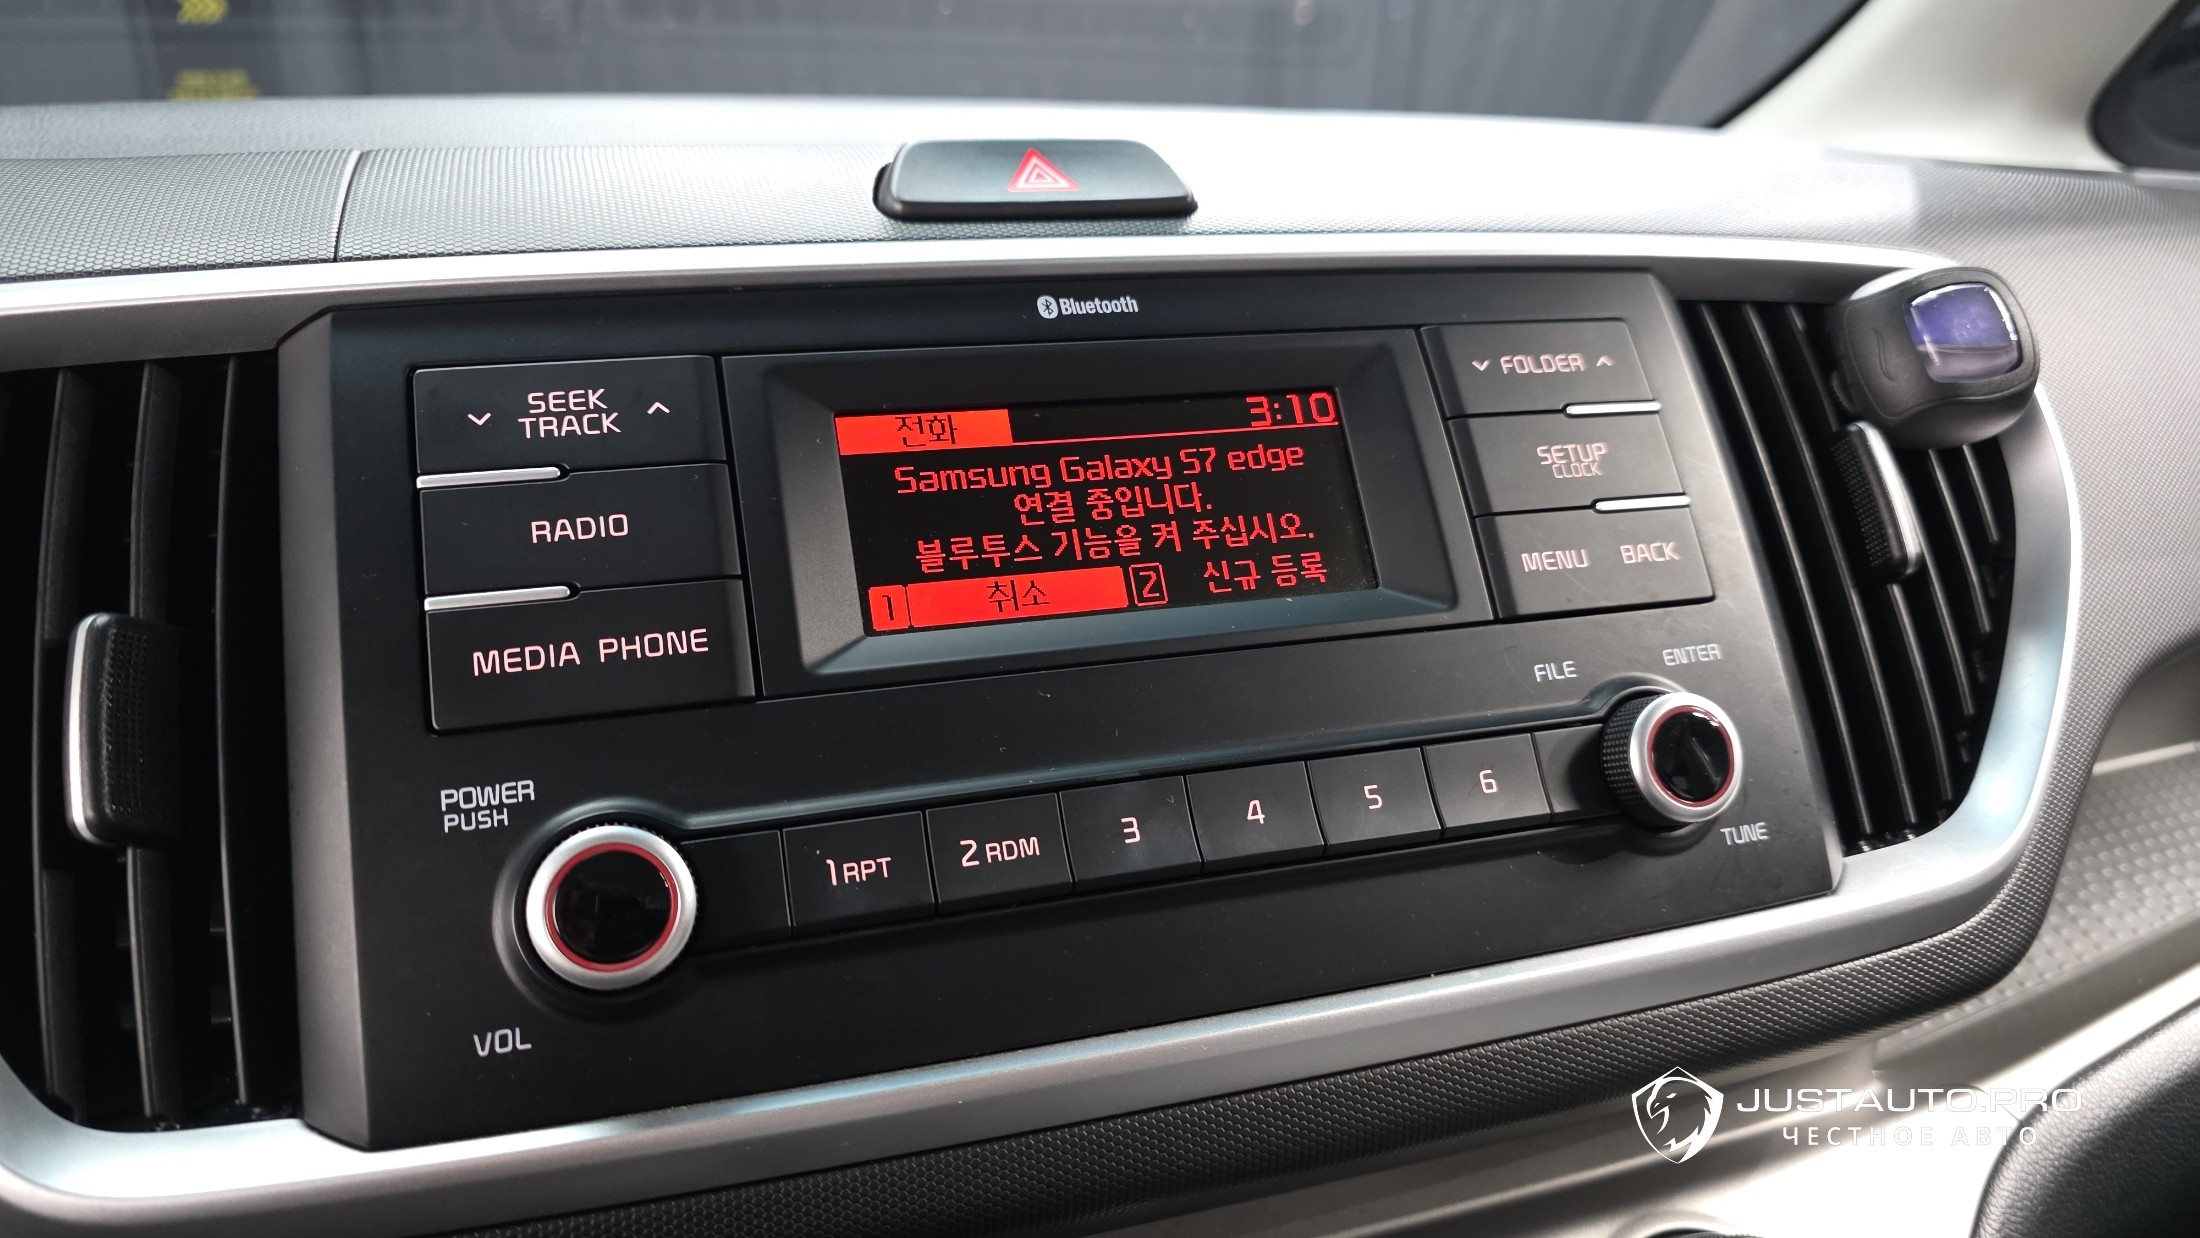 Bluetooth
SEEK
TRACK
RADIO
MEDIA PHONE
전화 3:10
Samsung Galaxy S7 edge
연결 중입니다.
블루투스 기능을 켜 주십시오.
1 취소 2 신규 등록
FOLDER
SETUP
CLOCK
MENU BACK
FILE ENTER
POWER
PUSH
1 RPT 2 RDM 3 4 5 6
TUNE
VOL
JUSTAUTO.PRO
ЧЕСТНОЕ АВТО